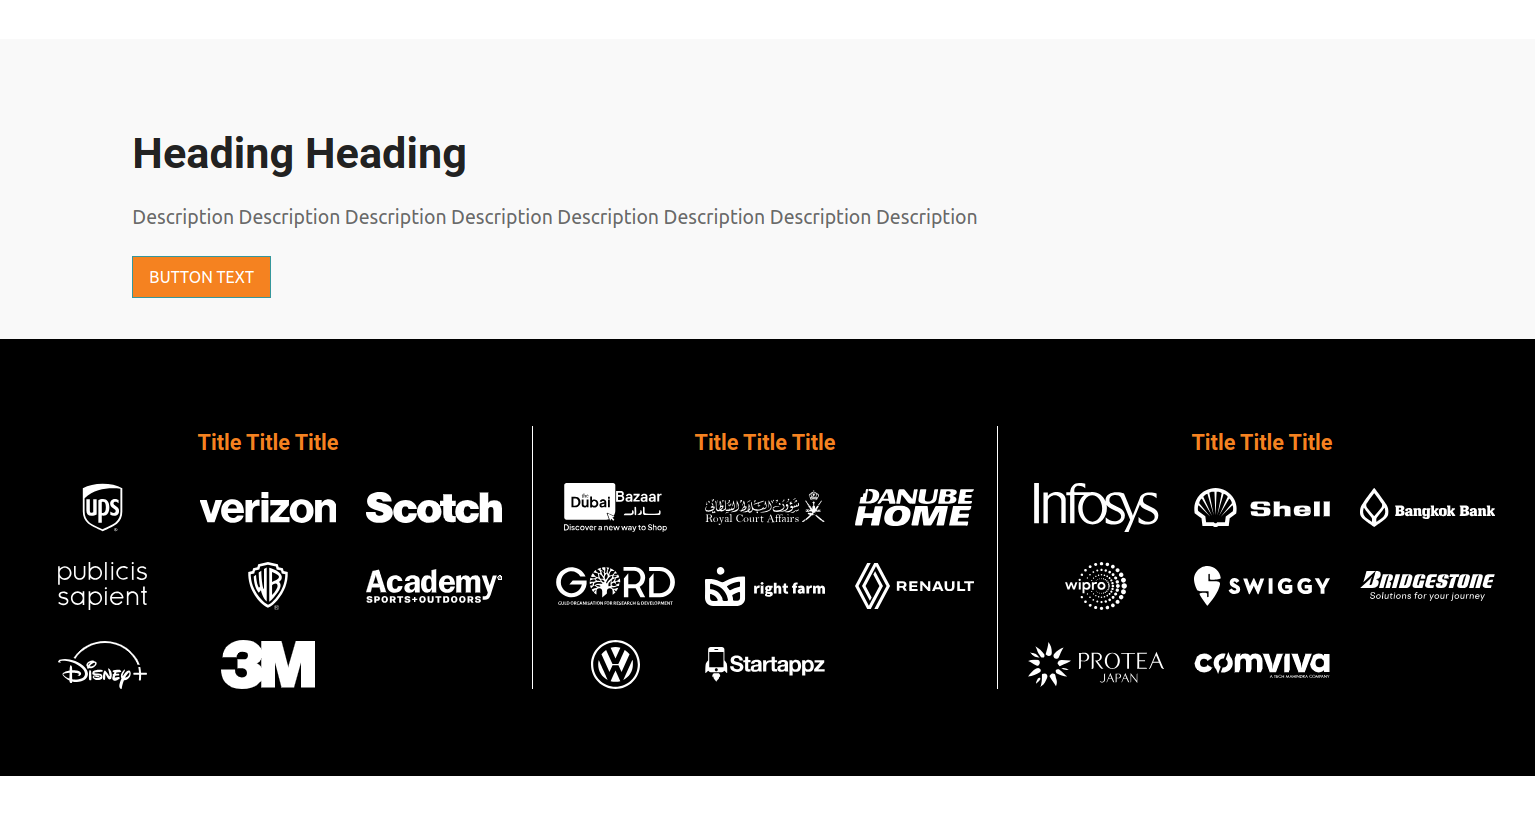 Heading Heading
Description Description Description Description Description Description Description Description
BUTTON TEXT
Title Title Title
ups
verizon
Scotch
publicis
sapient
WB
Academy
SPORTS+OUTDOORS
Disney+
3M
Title Title Title
the
Dubai Bazaar
Discover a new way to Shop
Royal Court Affairs
DANUBE
HOME
GORD
GULF ORGANISATION FOR RESEARCH & DEVELOPMENT
right farm
RENAULT
VW
Startappz
Title Title Title
Infosys
Shell
Bangkok Bank
wipro
SWIGGY
BRIDGESTONE
Solutions for your journey
PROTEA
JAPAN
comviva
A TECH MAHINDRA COMPANY